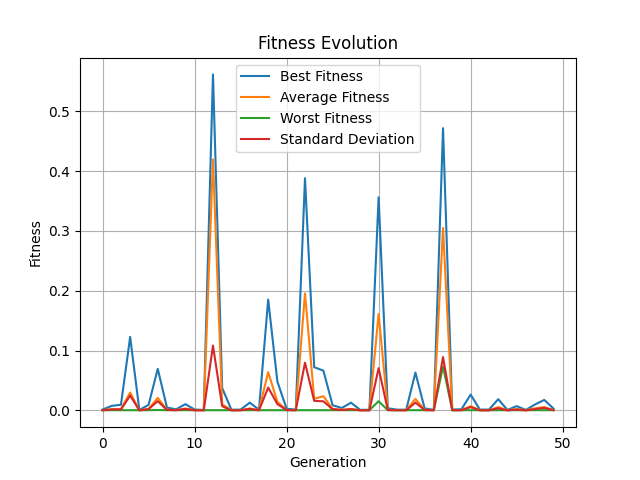 Fitness Evolution
Best Fitness
Average Fitness
Worst Fitness
Standard Deviation
Fitness
0.5
0.4
0.3
0.2
0.1
0.0
0 10 20 30 40 50
Generation